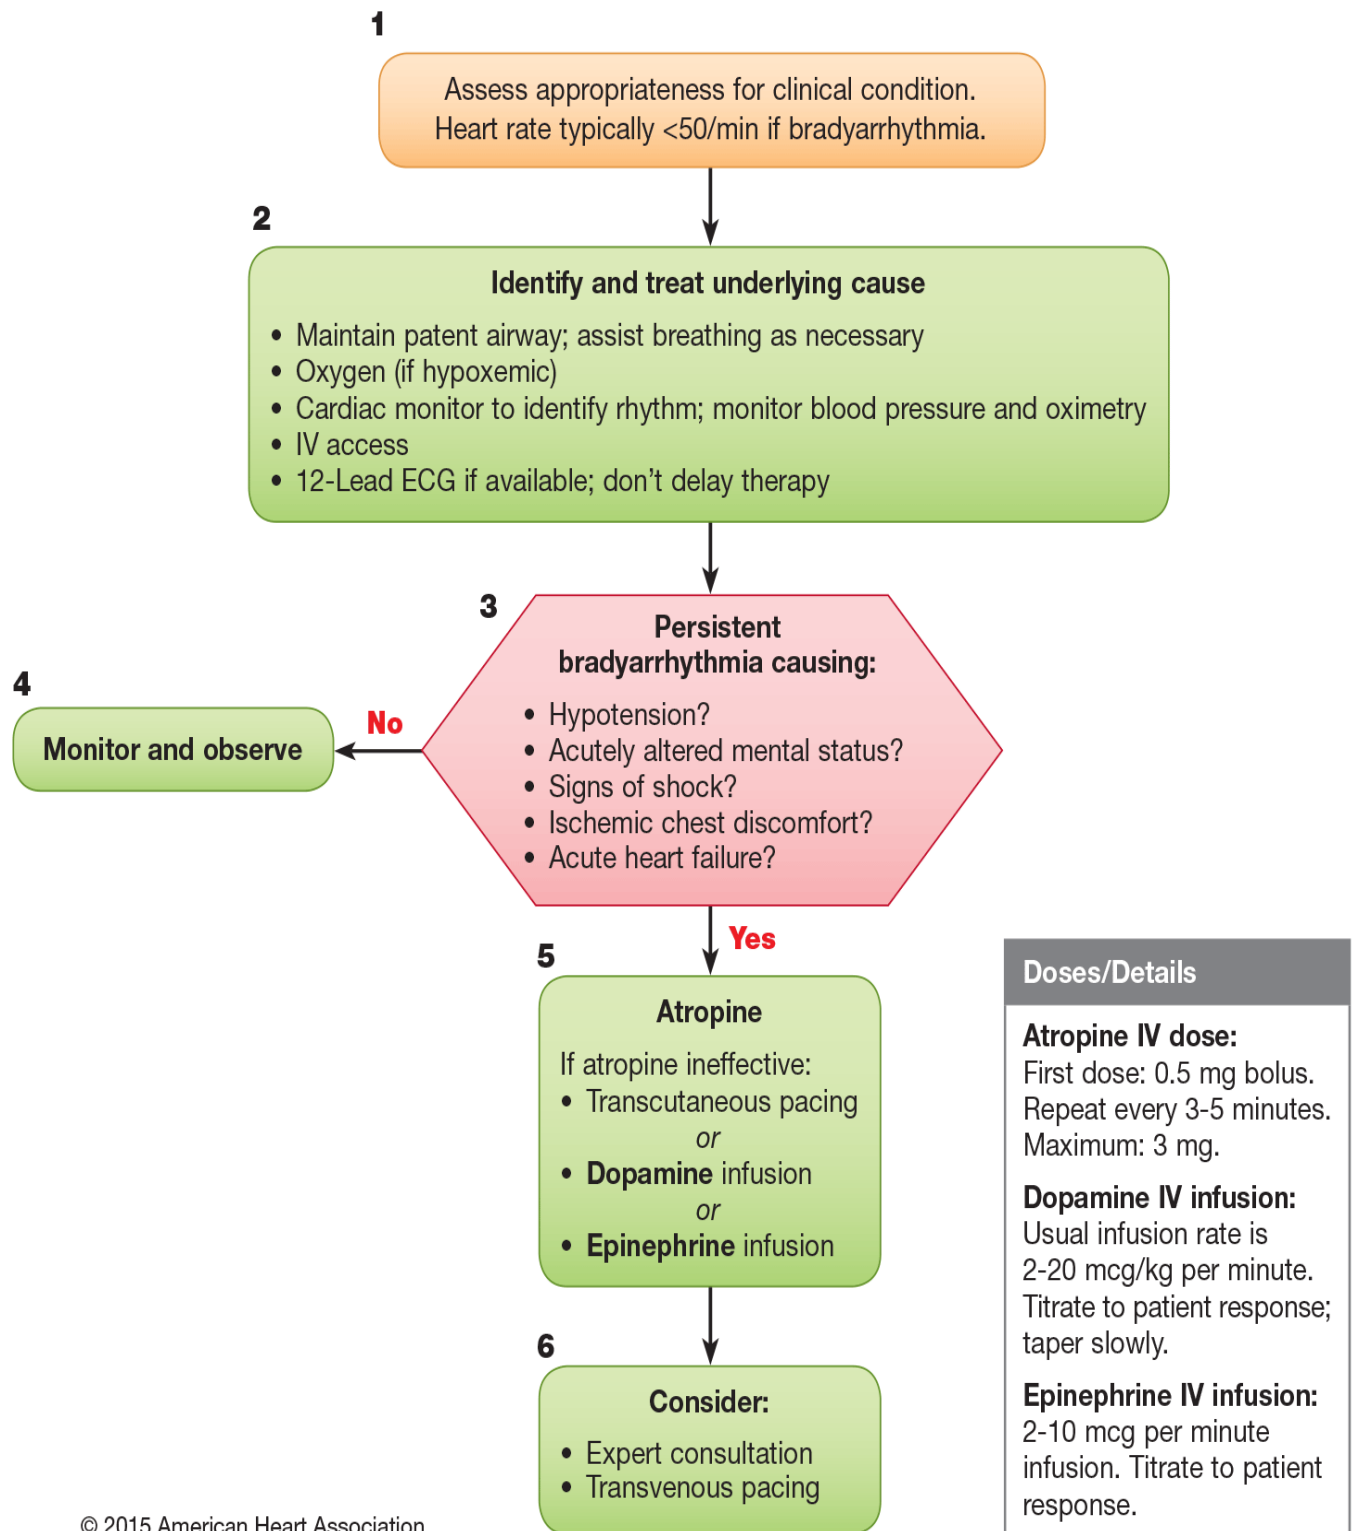 1
Assess appropriateness for clinical condition.
Heart rate typically <50/min if bradyarrhythmia.
2
Identify and treat underlying cause
• Maintain patent airway; assist breathing as necessary
• Oxygen (if hypoxemic)
• Cardiac monitor to identify rhythm; monitor blood pressure and oximetry
• IV access
• 12-Lead ECG if available; don’t delay therapy
3
Persistent
bradyarrhythmia causing:
• Hypotension?
• Acutely altered mental status?
• Signs of shock?
• Ischemic chest discomfort?
• Acute heart failure?
No
4
Monitor and observe
Yes
5
Atropine
If atropine ineffective:
• Transcutaneous pacing
or
• Dopamine infusion
or
• Epinephrine infusion
6
Consider:
• Expert consultation
• Transvenous pacing
Doses/Details
Atropine IV dose:
First dose: 0.5 mg bolus.
Repeat every 3-5 minutes.
Maximum: 3 mg.
Dopamine IV infusion:
Usual infusion rate is
2-20 mcg/kg per minute.
Titrate to patient response;
taper slowly.
Epinephrine IV infusion:
2-10 mcg per minute
infusion. Titrate to patient
response.
© 2015 American Heart Association